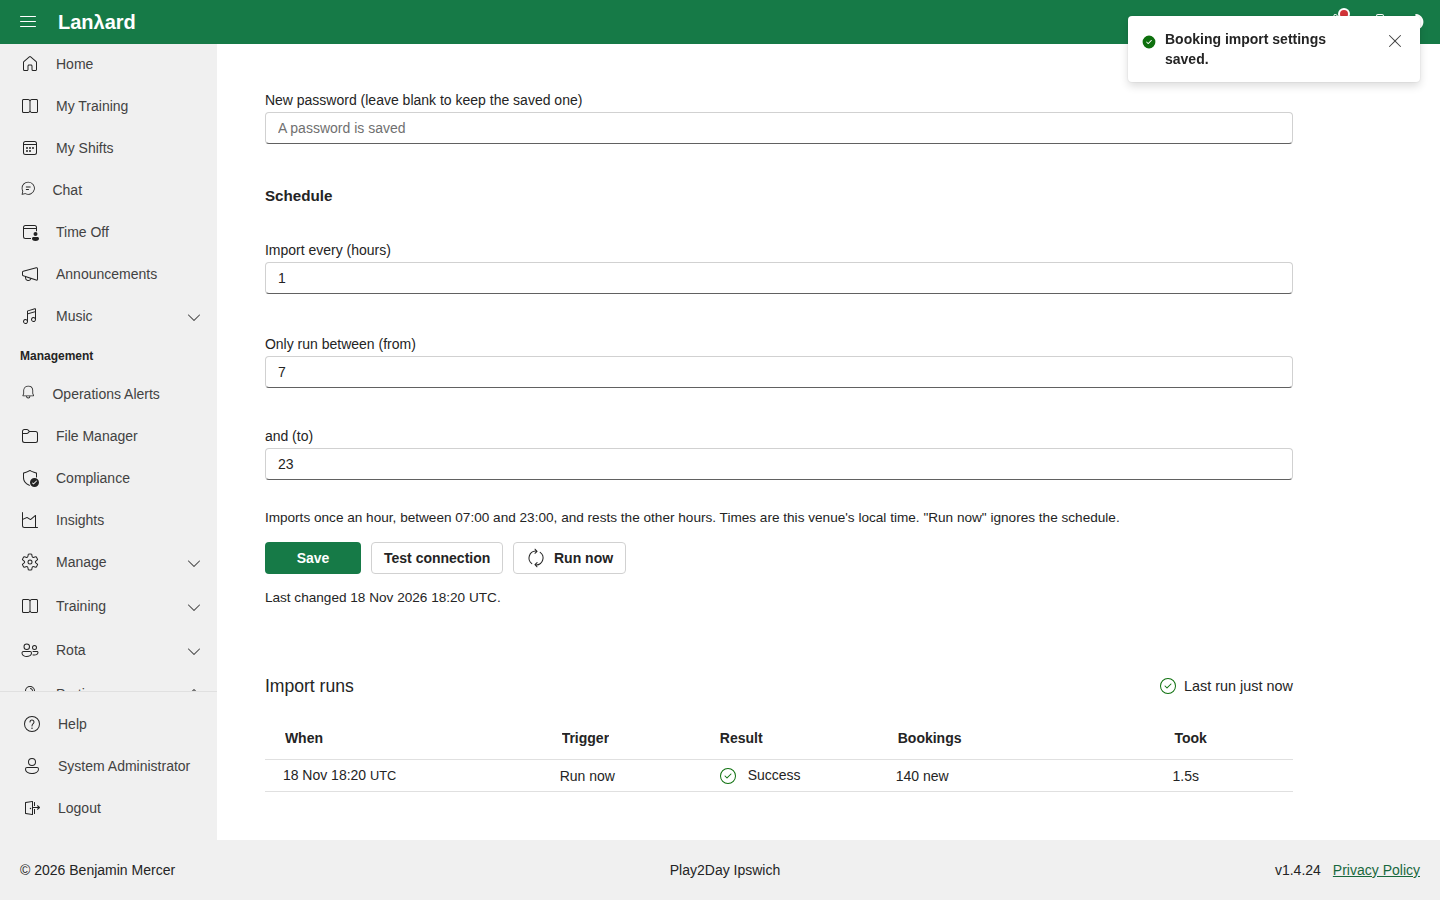 Lanλard
Booking import settings
saved.
Home
My Training
My Shifts
Chat
Time Off
Announcements
Music
Management
Operations Alerts
File Manager
Compliance
Insights
Manage
Training
Rota
Help
System Administrator
Logout
New password (leave blank to keep the saved one)
A password is saved
Schedule
Import every (hours)
1
Only run between (from)
7
and (to)
23
Imports once an hour, between 07:00 and 23:00, and rests the other hours. Times are this venue's local time. "Run now" ignores the schedule.
Save Test connection Run now
Last changed 18 Nov 2026 18:20 UTC.
Import runs Last run just now
When Trigger Result Bookings Took
18 Nov 18:20 UTC Run now Success 140 new 1.5s
© 2026 Benjamin Mercer Play2Day Ipswich v1.4.24 Privacy Policy